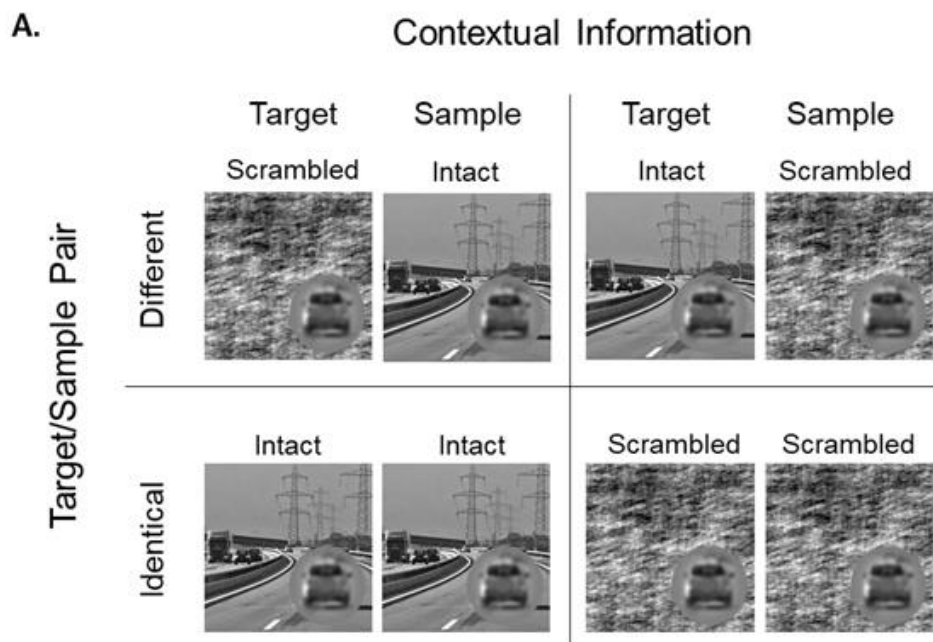 A.
Contextual Information
Target Sample Target Sample
Scrambled Intact Intact Scrambled
Target/Sample Pair
Different
Intact Intact Scrambled Scrambled
Identical